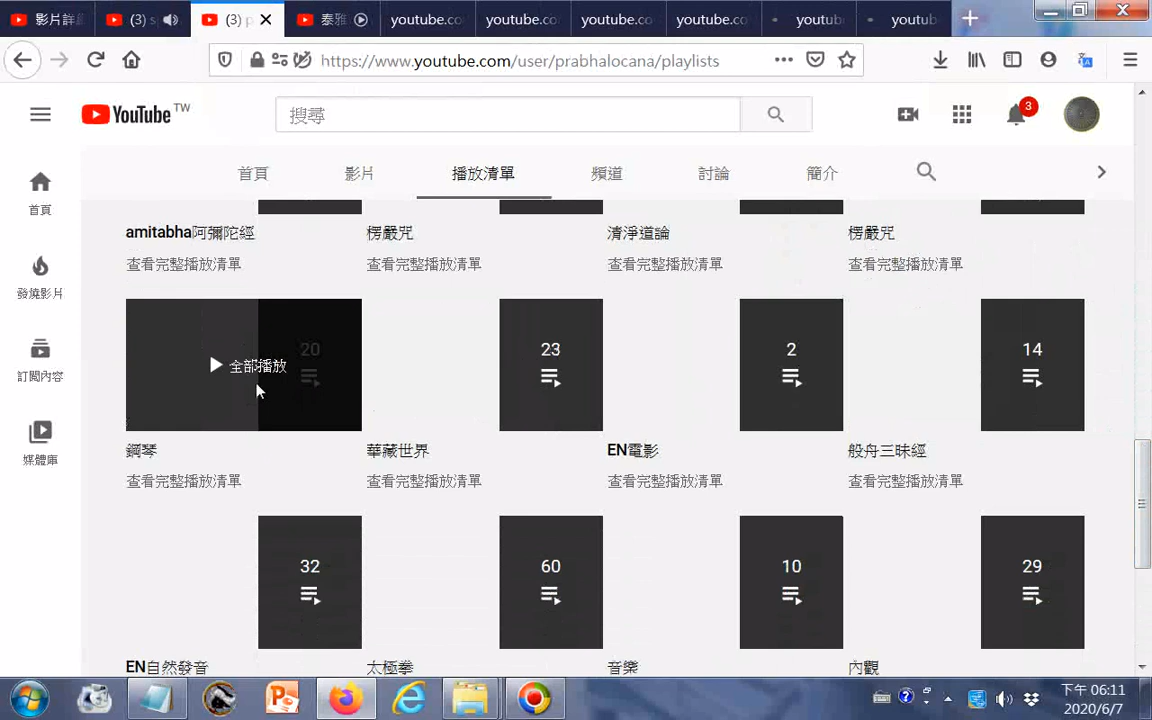 影片詳
(3) s
(3) p
泰雅
youtube.co
youtube.co
youtube.co
youtube.co
youtub
youtub
https://www.youtube.com/user/prabhalocana/playlists
YouTube TW
搜尋
3
首頁 影片 播放清單 頻道 討論 簡介
首頁
發燒影片
訂閱內容
媒體庫
amitabha阿彌陀經 楞嚴咒 清淨道論 楞嚴咒
查看完整播放清單 查看完整播放清單 查看完整播放清單 查看完整播放清單
全部播放 20 23 2 14
鋼琴 華藏世界 EN電影 般舟三昧經
查看完整播放清單 查看完整播放清單 查看完整播放清單 查看完整播放清單
32 60 10 29
EN自然發音 太極拳 音樂 內觀
下午 06:11
2020/6/7